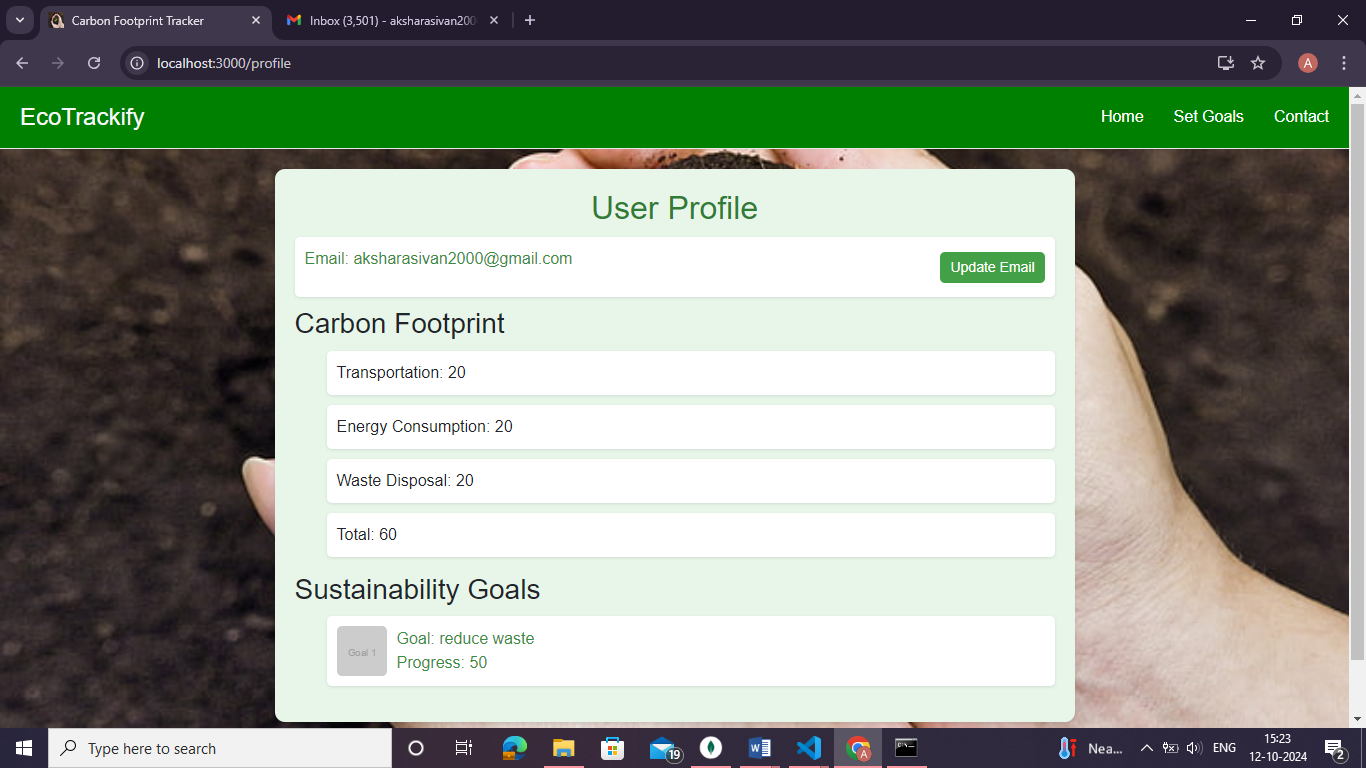 Carbon Footprint Tracker
Inbox (3,501) - aksharasivan200
localhost:3000/profile
A
EcoTrackify
Home
Set Goals
Contact
User Profile
Email: aksharasivan2000@gmail.com
Update Email
Carbon Footprint
Transportation: 20
Energy Consumption: 20
Waste Disposal: 20
Total: 60
Sustainability Goals
Goal 1
Goal: reduce waste
Progress: 50
Type here to search
19
A
Nea...
ENG
15:23
12-10-2024
2